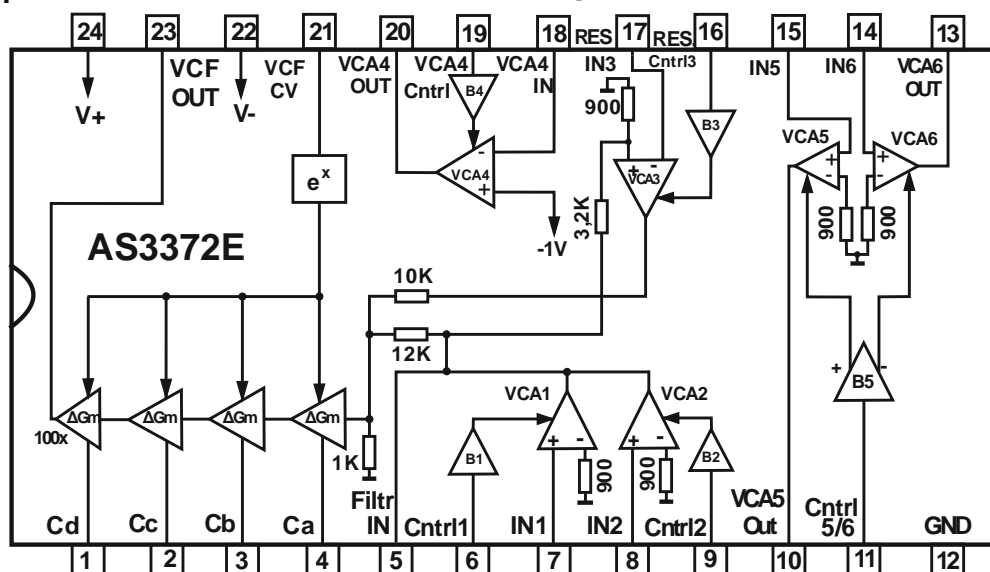 24 23 22 21 20 19 18 RES 17 RES. 16 15 14 13
V+
VCF
OUT
V-
VCF
CV
VCA4
OUT
VCA4
Cntrl
B4
VCA4
IN
IN3
Cntrl3
IN5
IN6
VCA6
OUT
900
B3
e^x
-
VCA4
+
-1V
3,2K
+ -
VCA3
VCA5
+
-
VCA6
+
-
900
900
AS3372E
10K
12K
ΔGm
ΔGm
ΔGm
ΔGm
100x
1K
VCA1
+ -
B1
900
VCA2
+ -
B2
900
+ -
B5
Cd
Cc
Cb
Ca
Filtr
IN
Cntrl1
IN1
IN2
Cntrl2
VCA5
Out
Cntrl
5/6
GND
1 2 3 4 5 6 7 8 9 10 11 12